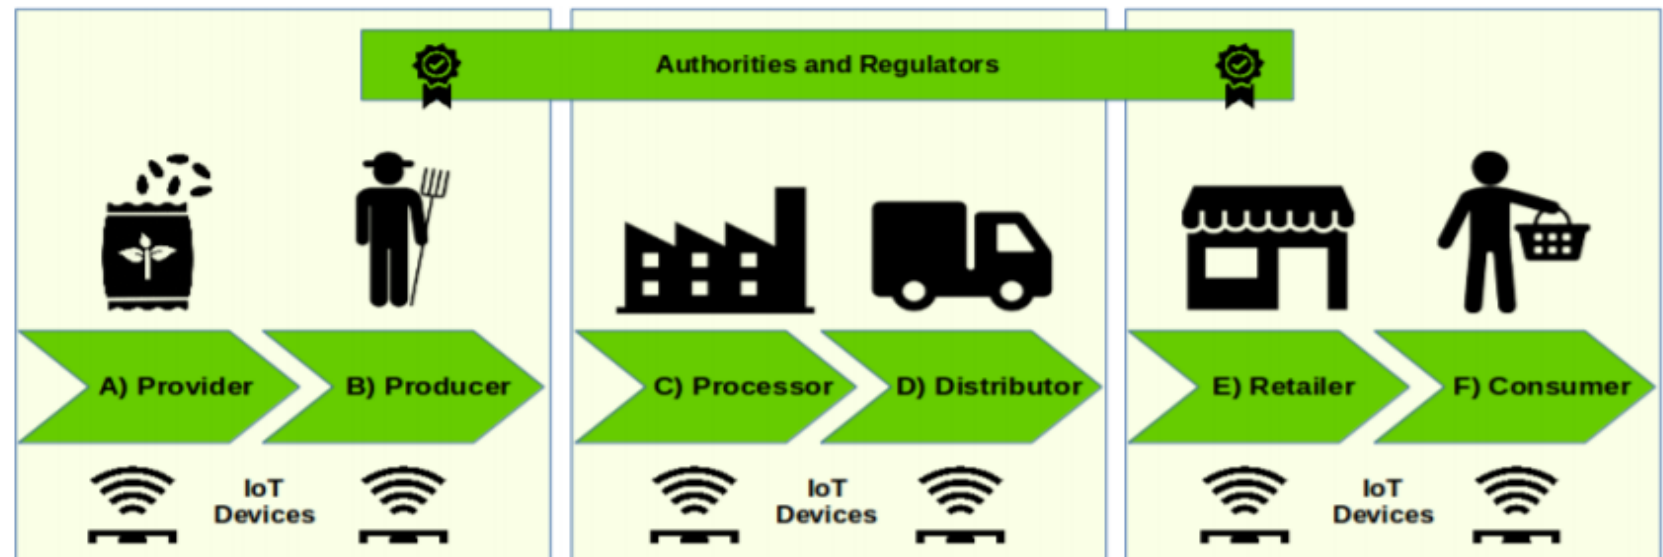 Authorities and Regulators
A) Provider
B) Producer
C) Processor
D) Distributor
E) Retailer
F) Consumer
IoT
Devices
IoT
Devices
IoT
Devices